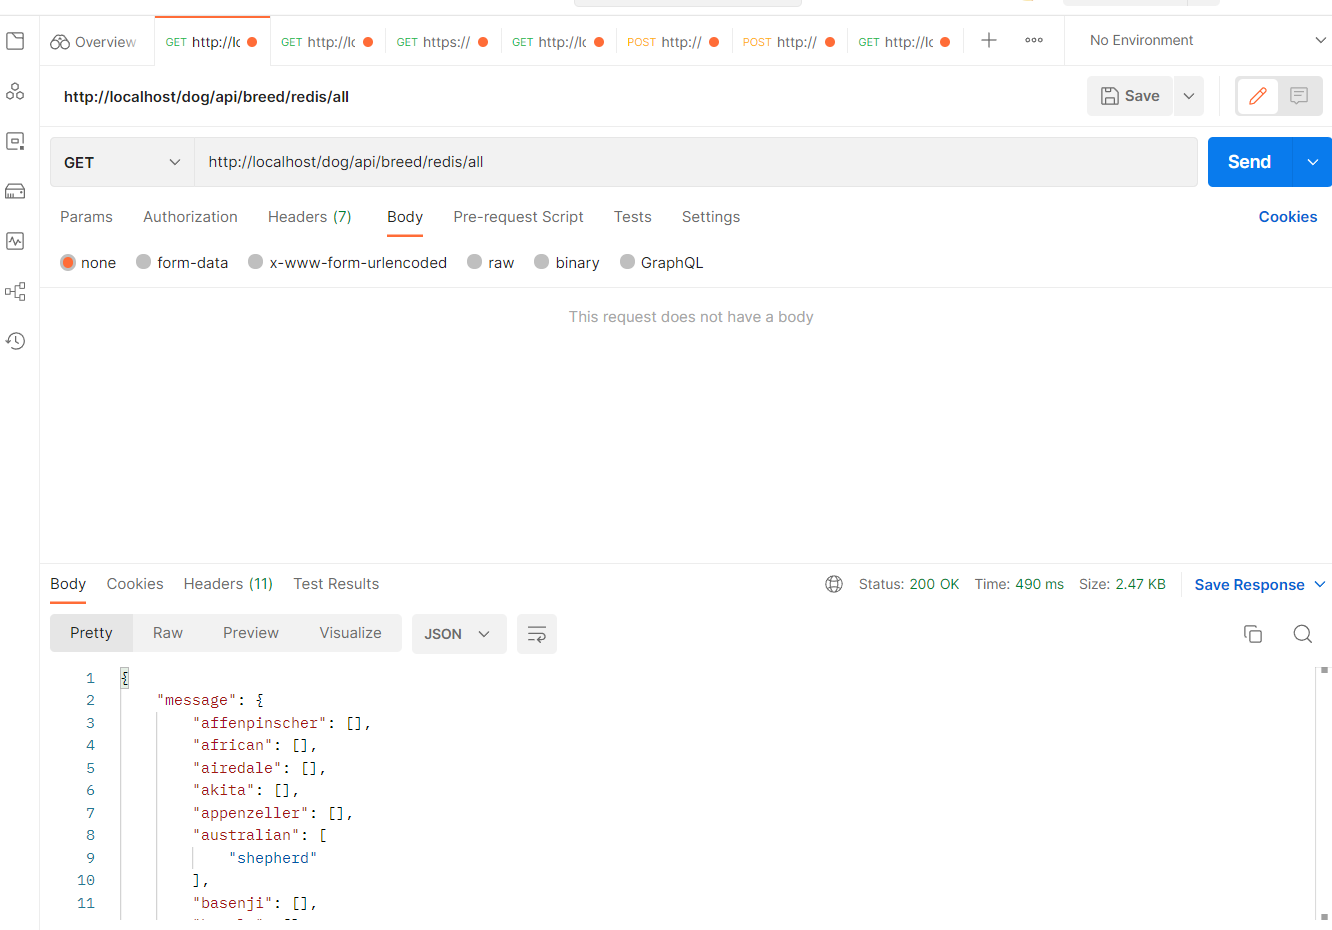 Overview GET http://lo GET http://lo GET https:// GET http://lo POST http:// POST http:// GET http://lo No Environment
http://localhost/dog/api/breed/redis/all Save
GET http://localhost/dog/api/breed/redis/all Send
Params Authorization Headers (7) Body Pre-request Script Tests Settings Cookies
none form-data x-www-form-urlencoded raw binary GraphQL
This request does not have a body
Body Cookies Headers (11) Test Results Status: 200 OK Time: 490 ms Size: 2.47 KB Save Response
Pretty Raw Preview Visualize JSON
1 {
2 "message": {
3 "affenpinscher": [],
4 "african": [],
5 "airedale": [],
6 "akita": [],
7 "appenzeller": [],
8 "australian": [
9 "shepherd"
10 ],
11 "basenji": [],